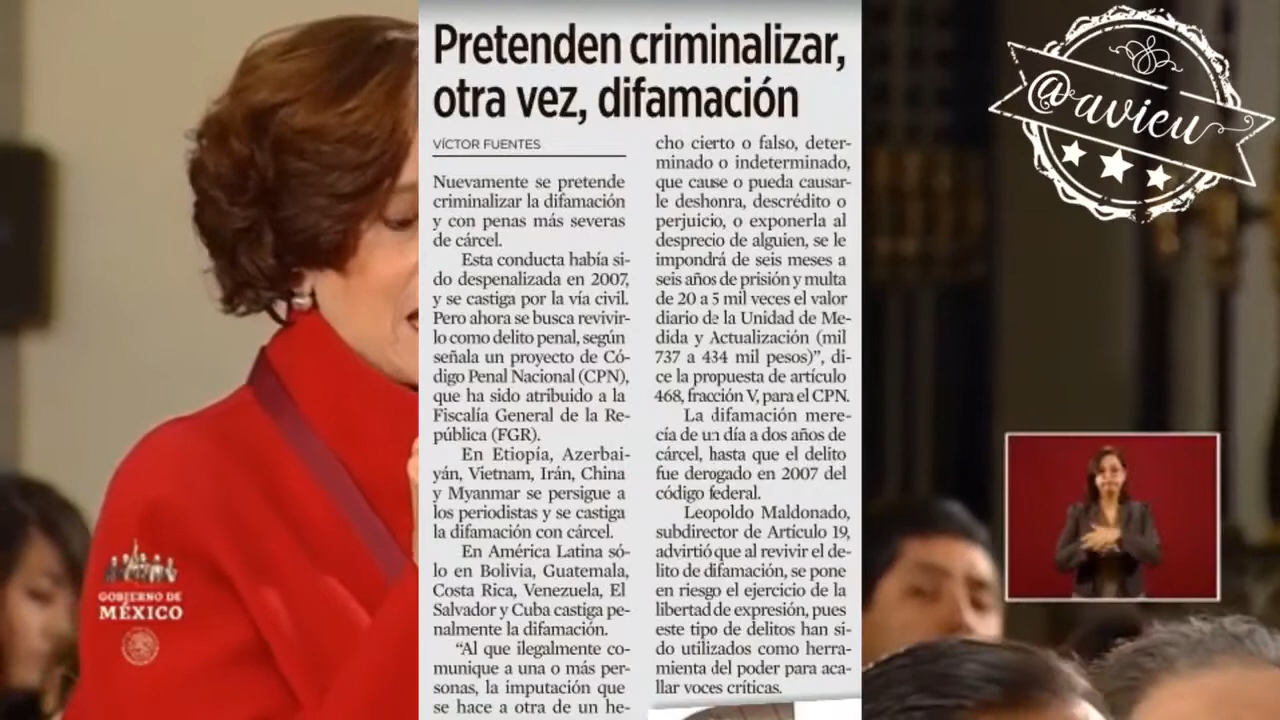 Pretenden criminalizar,
otra vez, difamación
VÍCTOR FUENTES
Nuevamente se pretende
criminalizar la difamación
y con penas más severas
de cárcel.
Esta conducta había si-
do despenalizada en 2007,
y se castiga por la vía civil.
Pero ahora se busca revivir-
lo como delito penal, según
señala un proyecto de Có-
digo Penal Nacional (CPN),
que ha sido atribuido a la
Fiscalía General de la Re-
pública (FGR).
En Etiopía, Azerbai-
yán, Vietnam, Irán, China
y Myanmar se persigue a
los periodistas y se castiga
la difamación con cárcel.
En América Latina só-
lo en Bolivia, Guatemala,
Costa Rica, Venezuela, El
Salvador y Cuba castiga pe-
nalmente la difamación.
"Al que ilegalmente co-
munique a una o más per-
sonas, la imputación que
se hace a otra de un he-
cho cierto o falso, deter-
minado o indeterminado,
que cause o pueda causar-
le deshonra, descrédito o
perjuicio, o exponerla al
desprecio de alguien, se le
impondrá de seis meses a
seis años de prisión y multa
de 20 a 5 mil veces el valor
diario de la Unidad de Me-
dida y Actualización (mil
737 a 434 mil pesos)", di-
ce la propuesta de artículo
468, fracción V, para el CPN.
La difamación mere-
cía de un día a dos años de
cárcel, hasta que el delito
fue derogado en 2007 del
código federal.
Leopoldo Maldonado,
subdirector de Artículo 19,
advirtió que al revivir el de-
lito de difamación, se pone
en riesgo el ejercicio de la
libertad de expresión, pues
este tipo de delitos han si-
do utilizados como herra-
mienta del poder para aca-
llar voces críticas.
@avieu
GOBIERNO DE
MÉXICO